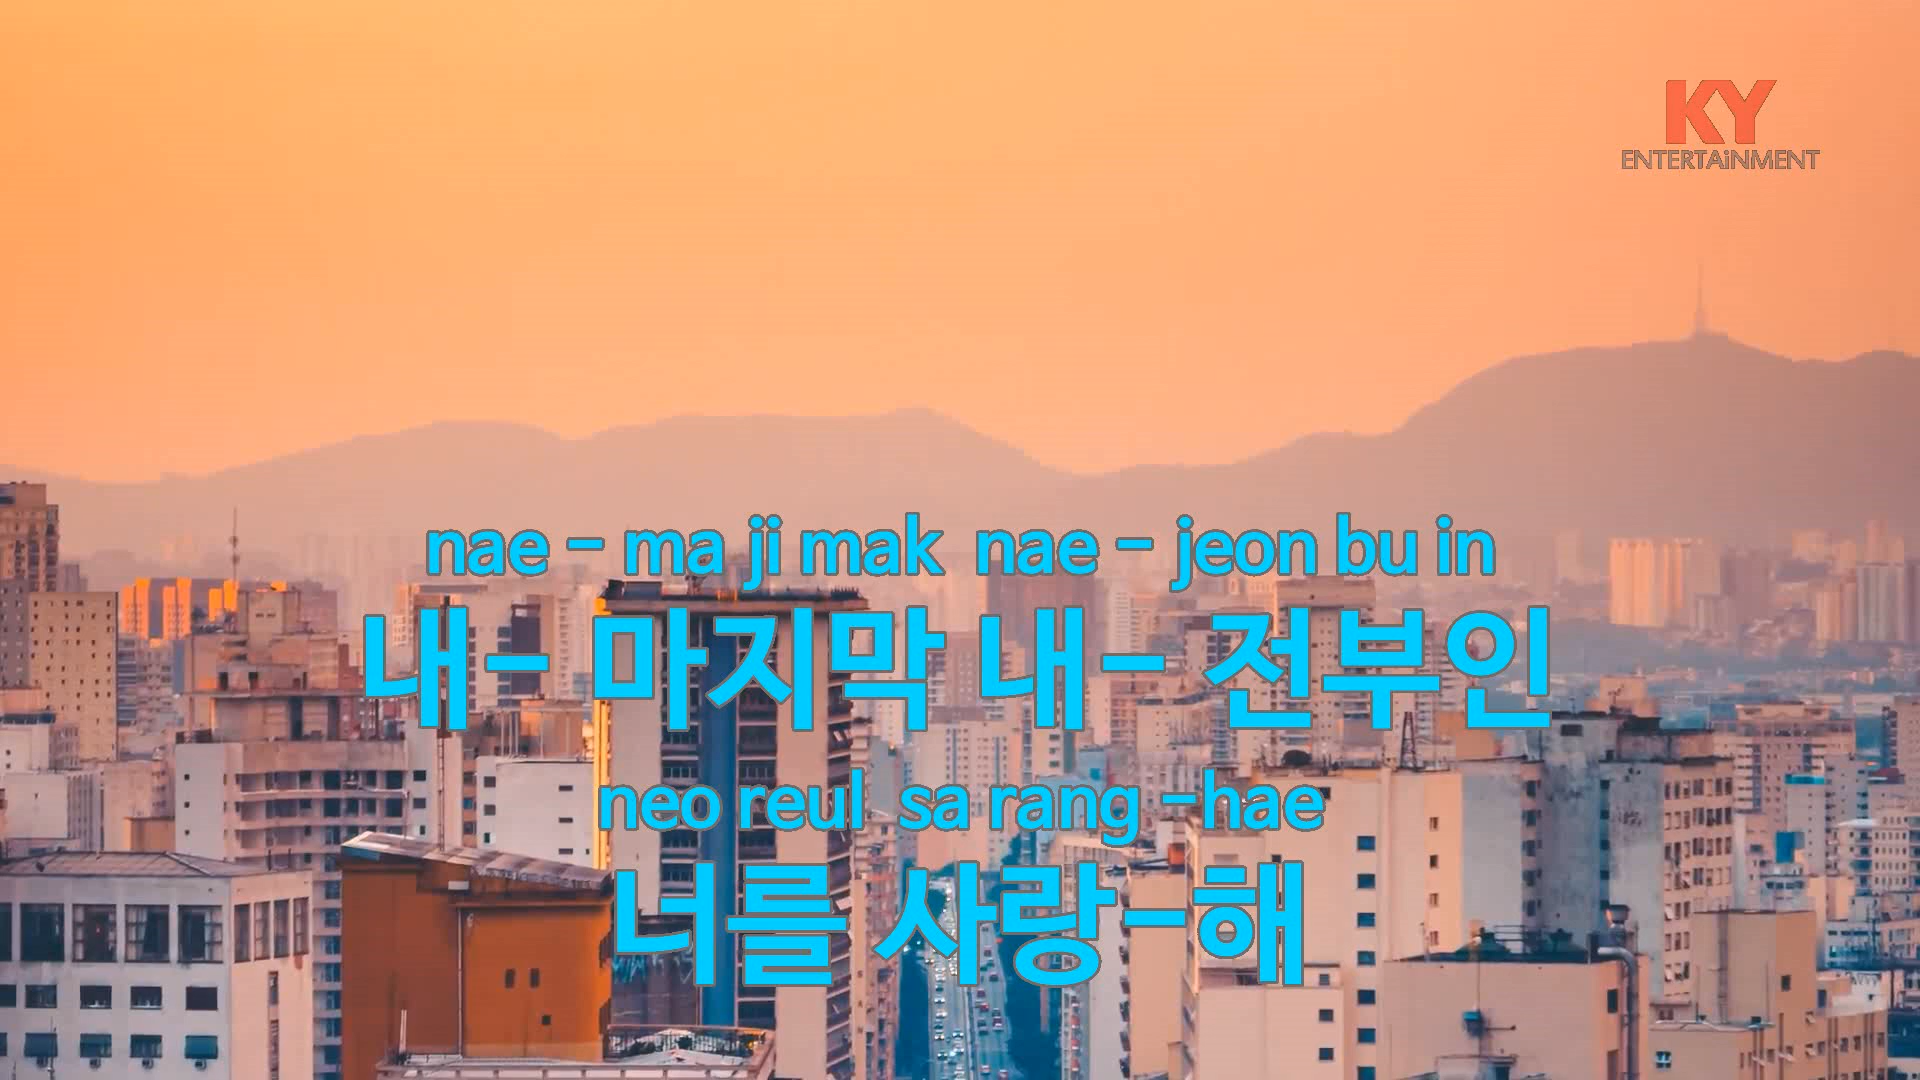 KY
ENTERTAiNMENT
nae - ma ji mak nae - jeon bu in
내- 마지막 내- 전부인
neo reul sa rang -hae
너를 사랑-해